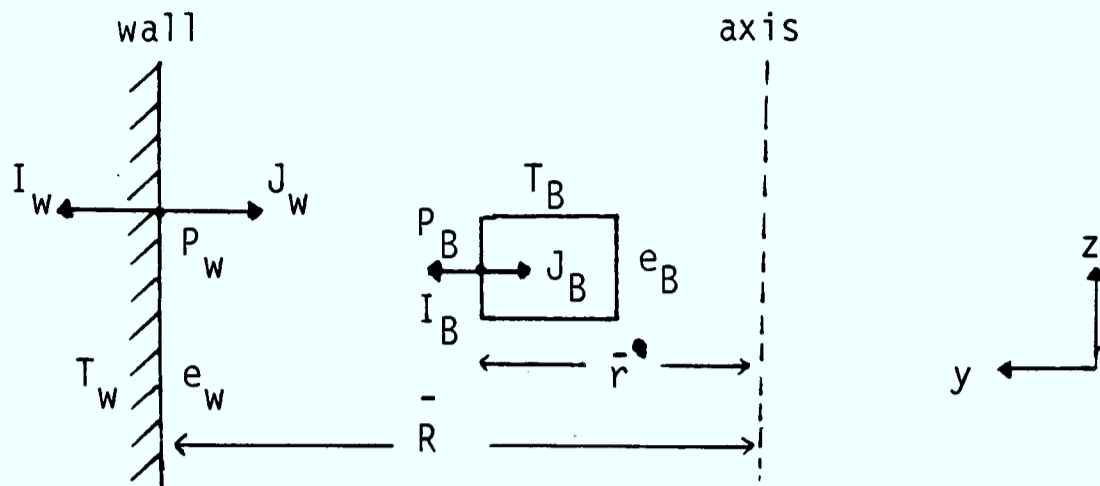 wall axis
I_W J_W T_B
P_W P_B J_B e_B z
I_B
T_W e_W r̄ y
R̄